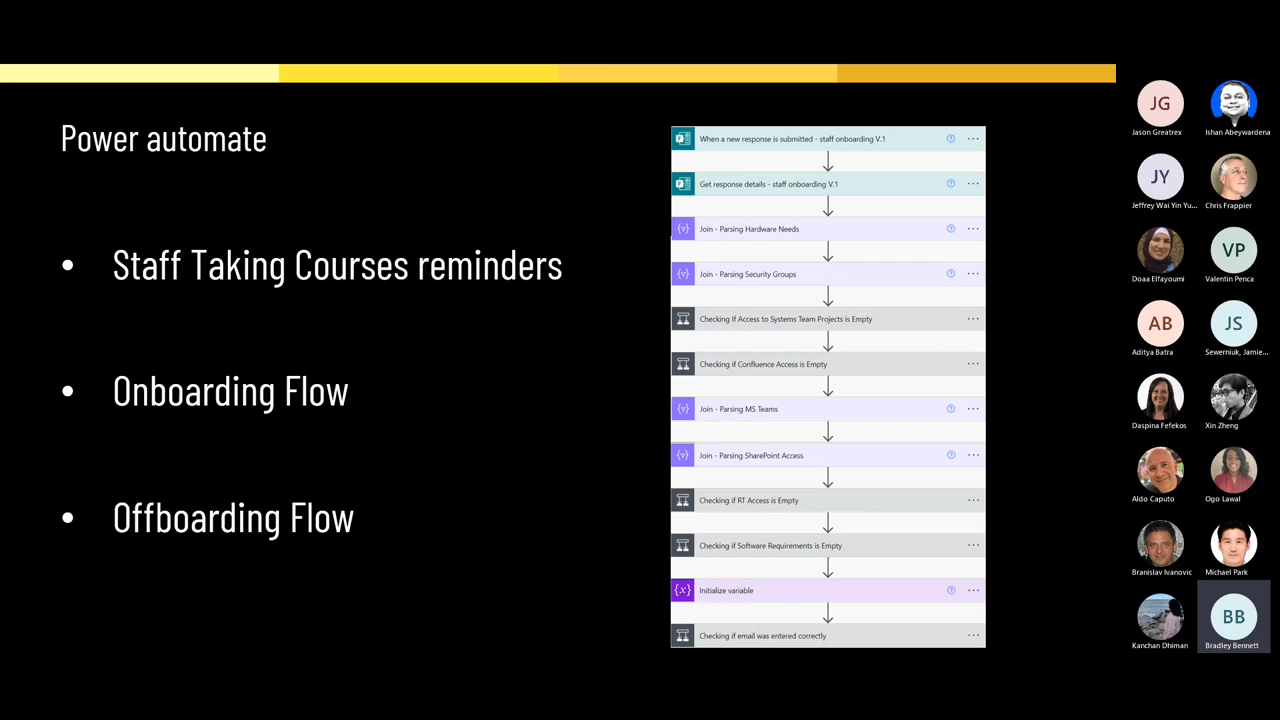 Power automate
• Staff Taking Courses reminders
• Onboarding Flow
• Offboarding Flow
When a new response is submitted - staff onboarding V.1
Get response details - staff onboarding V.1
Join - Parsing Hardware Needs
Join - Parsing Security Groups
Checking If Access to Systems Team Projects is Empty
Checking if Confluence Access is Empty
Join - Parsing MS Teams
Join - Parsing SharePoint Access
Checking if RT Access is Empty
Checking if Software Requirements is Empty
{x} Initialize variable
Checking if email was entered correctly
JG
Jason Greatrex
Ishan Abeywardena
JY
Jeffrey Wai Yin Yu...
Chris Frappier
Doaa Elfayoumi
VP
Valentin Penca
AB
Aditya Batra
JS
Sewerniuk, Jamie...
Daspina Fefekos
Xin Zheng
Aldo Caputo
Ogo Lawal
Branislav Ivanovic
Michael Park
Kanchan Dhiman
BB
Bradley Bennett